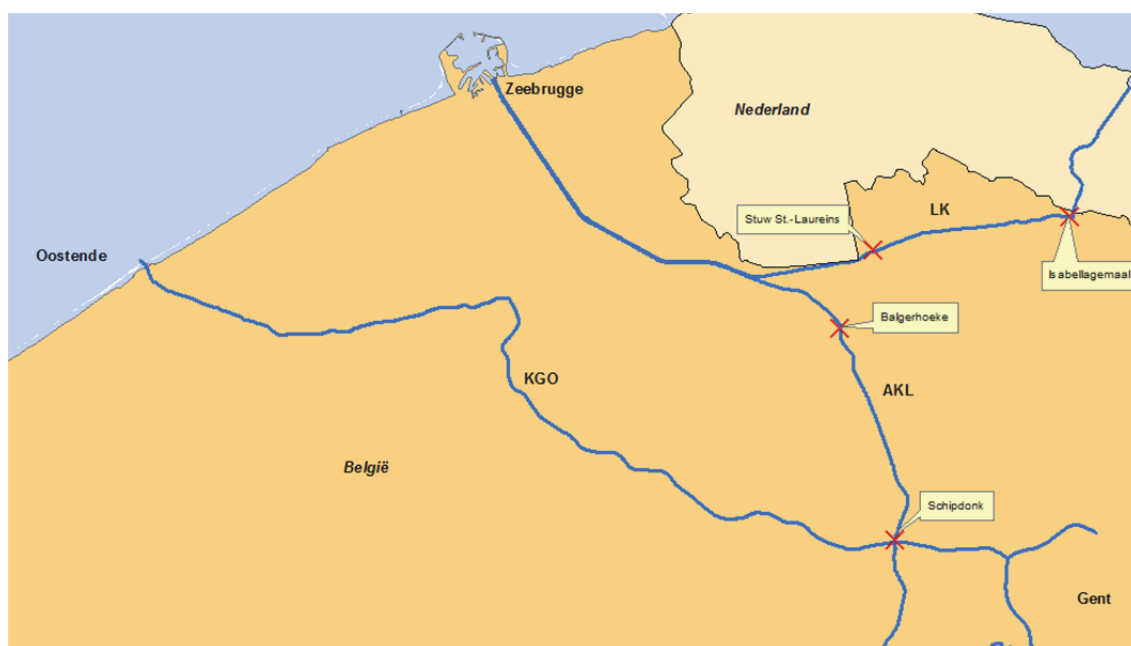 Zeebrugge
Nederland
LK
Stuw St.-Laureins
Oostende
Isabellagemaal
Balgerhoeke
KGO
AKL
België
Schipdonk
Gent